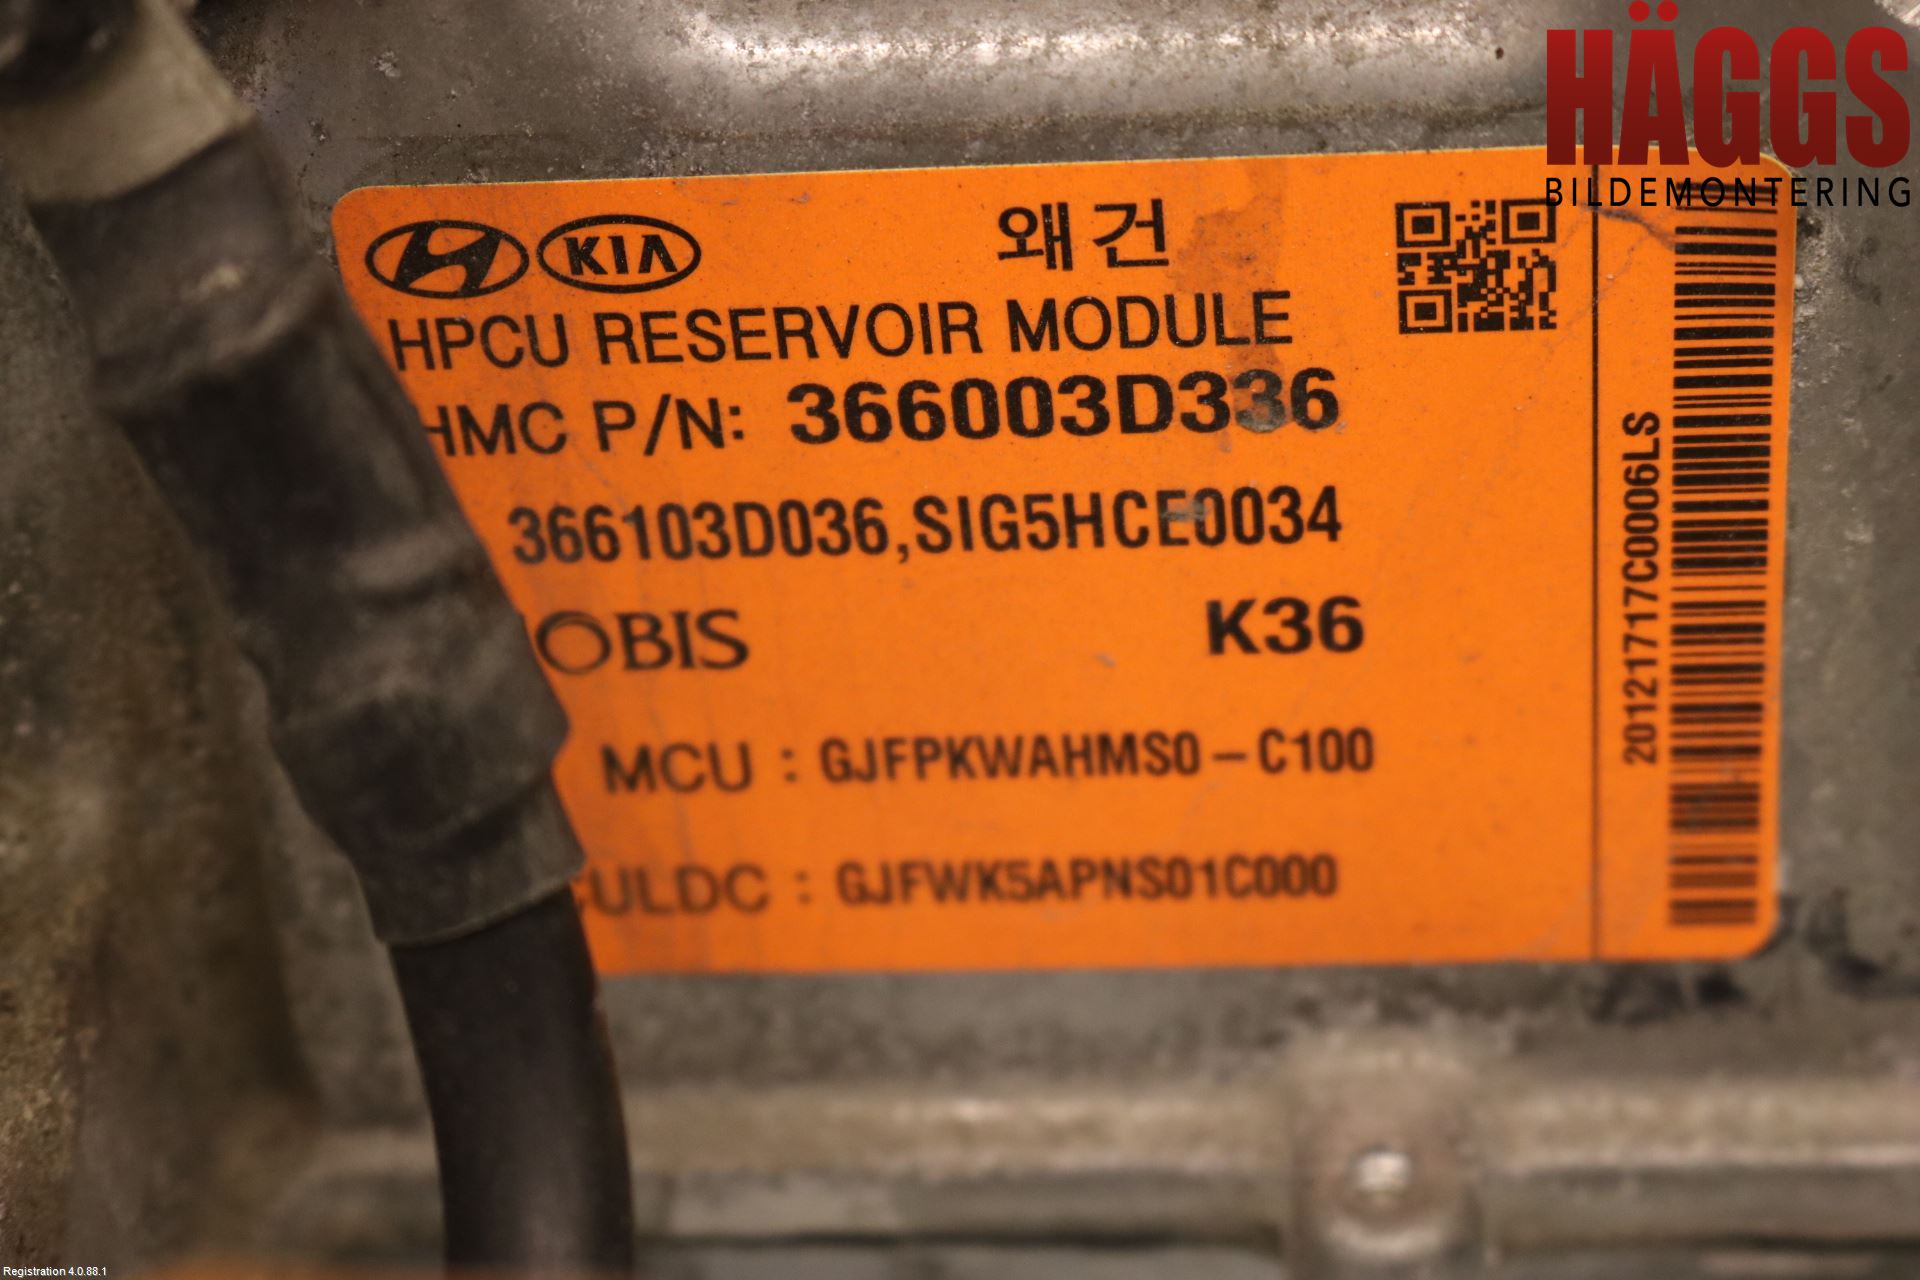 HÄGGS
BILDEMONTERING
KIA
왜건
HPCU RESERVOIR MODULE
HMC P/N: 366003D336
366103D036,SIG5HCE0034
OBIS
K36
MCU : GJFPKWAHMS0-C100
CULDC : GJFWK5APNS01C000
20121717C0006LS
Registration 4.0.88.1